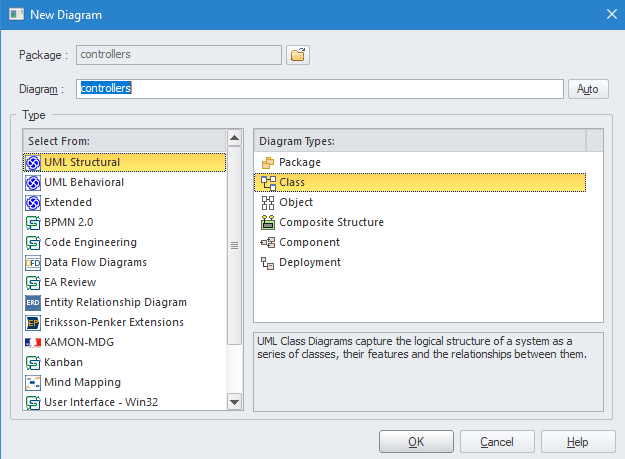 New Diagram
Package : controllers
Diagram : controllers Auto
Type
Select From:
UML Structural
UML Behavioral
Extended
BPMN 2.0
Code Engineering
DFD Data Flow Diagrams
EA Review
ERD Entity Relationship Diagram
EP Eriksson-Penker Extensions
KAMON-MDG
Kanban
Mind Mapping
User Interface - Win32
Diagram Types:
Package
Class
Object
Composite Structure
Component
Deployment
UML Class Diagrams capture the logical structure of a system as a
series of classes, their features and the relationships between them.
OK Cancel Help